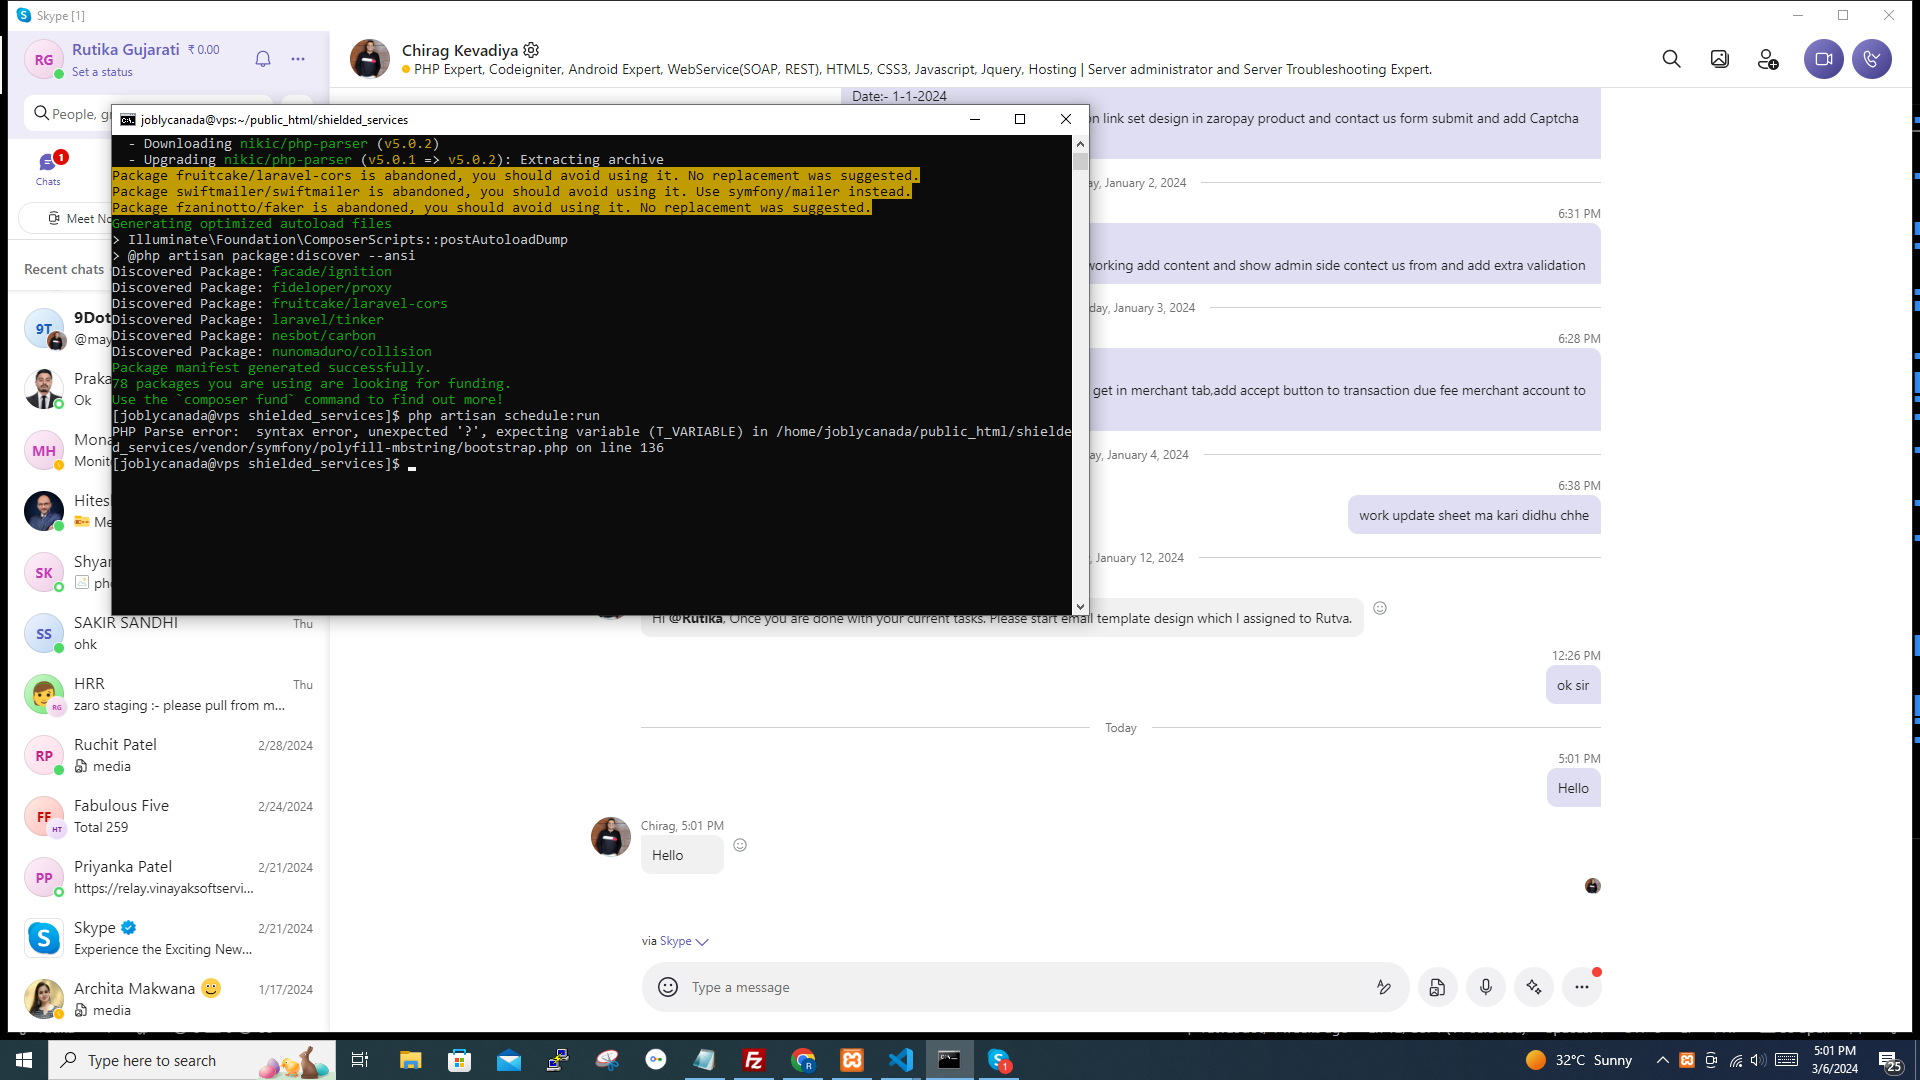 Skype [1]
RG
Rutika Gujarati
₹ 0.00
Set a status
People, gr
1
Chats
Meet No
Recent chats
9T
9Dot
@may
Praka
Ok
MH
Mona
Monit
Hitesh
Me
SK
Shyam
pho
SS
SAKIR SANDHI
Thu
ohk
HRR
Thu
RG
zaro staging :- please pull from m...
RP
Ruchit Patel
2/28/2024
media
FF
HT
Fabulous Five
2/24/2024
Total 259
PP
Priyanka Patel
2/21/2024
https://relay.vinayaksoftservi...
Skype
2/21/2024
Experience the Exciting New...
Archita Makwana
1/17/2024
media
Chirag Kevadiya
PHP Expert, Codeigniter, Android Expert, WebService(SOAP, REST), HTML5, CSS3, Javascript, Jquery, Hosting | Server administrator and Server Troubleshooting Expert.
Date:- 1-1-2024
n link set design in zaropay product and contact us form submit and add Captcha
ay, January 2, 2024
6:31 PM
working add content and show admin side contect us from and add extra validation
day, January 3, 2024
6:28 PM
get in merchant tab,add accept button to transaction due fee merchant account to
ay, January 4, 2024
6:38 PM
work update sheet ma kari didhu chhe
, January 12, 2024
Hi @Rutika, Once you are done with your current tasks. Please start email template design which I assigned to Rutva.
12:26 PM
ok sir
Today
5:01 PM
Hello
Chirag, 5:01 PM
Hello
via Skype
Type a message
joblycanada@vps:~/public_html/shielded_services
- Downloading nikic/php-parser (v5.0.2)
- Upgrading nikic/php-parser (v5.0.1 => v5.0.2): Extracting archive
Package fruitcake/laravel-cors is abandoned, you should avoid using it. No replacement was suggested.
Package swiftmailer/swiftmailer is abandoned, you should avoid using it. Use symfony/mailer instead.
Package fzaninotto/faker is abandoned, you should avoid using it. No replacement was suggested.
Generating optimized autoload files
> Illuminate\Foundation\ComposerScripts::postAutoloadDump
> @php artisan package:discover --ansi
Discovered Package: facade/ignition
Discovered Package: fideloper/proxy
Discovered Package: fruitcake/laravel-cors
Discovered Package: laravel/tinker
Discovered Package: nesbot/carbon
Discovered Package: nunomaduro/collision
Package manifest generated successfully.
78 packages you are using are looking for funding.
Use the `composer fund` command to find out more!
[joblycanada@vps shielded_services]$ php artisan schedule:run
PHP Parse error:  syntax error, unexpected '?', expecting variable (T_VARIABLE) in /home/joblycanada/public_html/shielde
d_services/vendor/symfony/polyfill-mbstring/bootstrap.php on line 136
[joblycanada@vps shielded_services]$
Type here to search
32°C Sunny
5:01 PM
3/6/2024
25